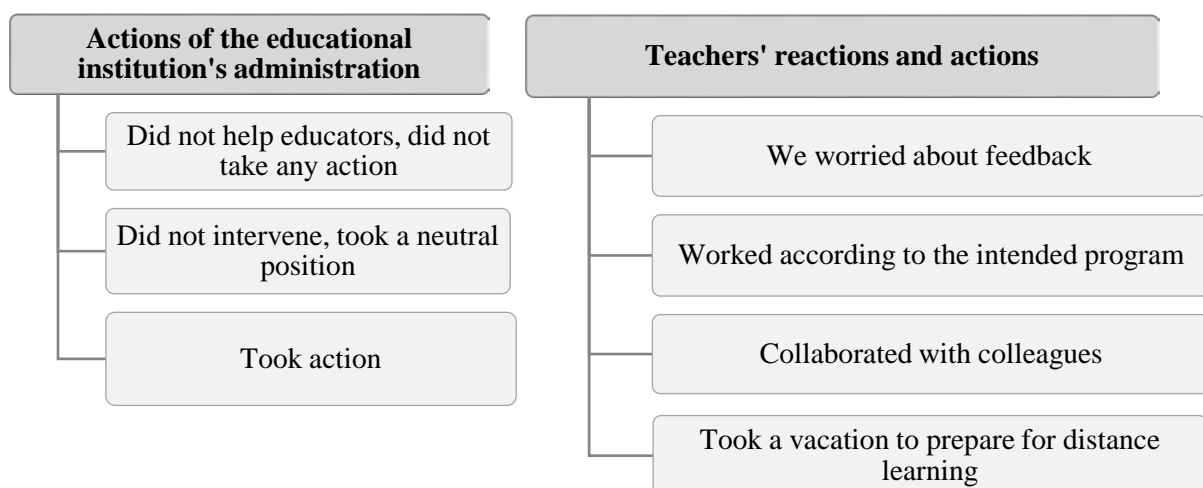 Actions of the educational
institution's administration
Did not help educators, did not
take any action
Did not intervene, took a neutral
position
Took action
Teachers' reactions and actions
We worried about feedback
Worked according to the intended program
Collaborated with colleagues
Took a vacation to prepare for distance
learning